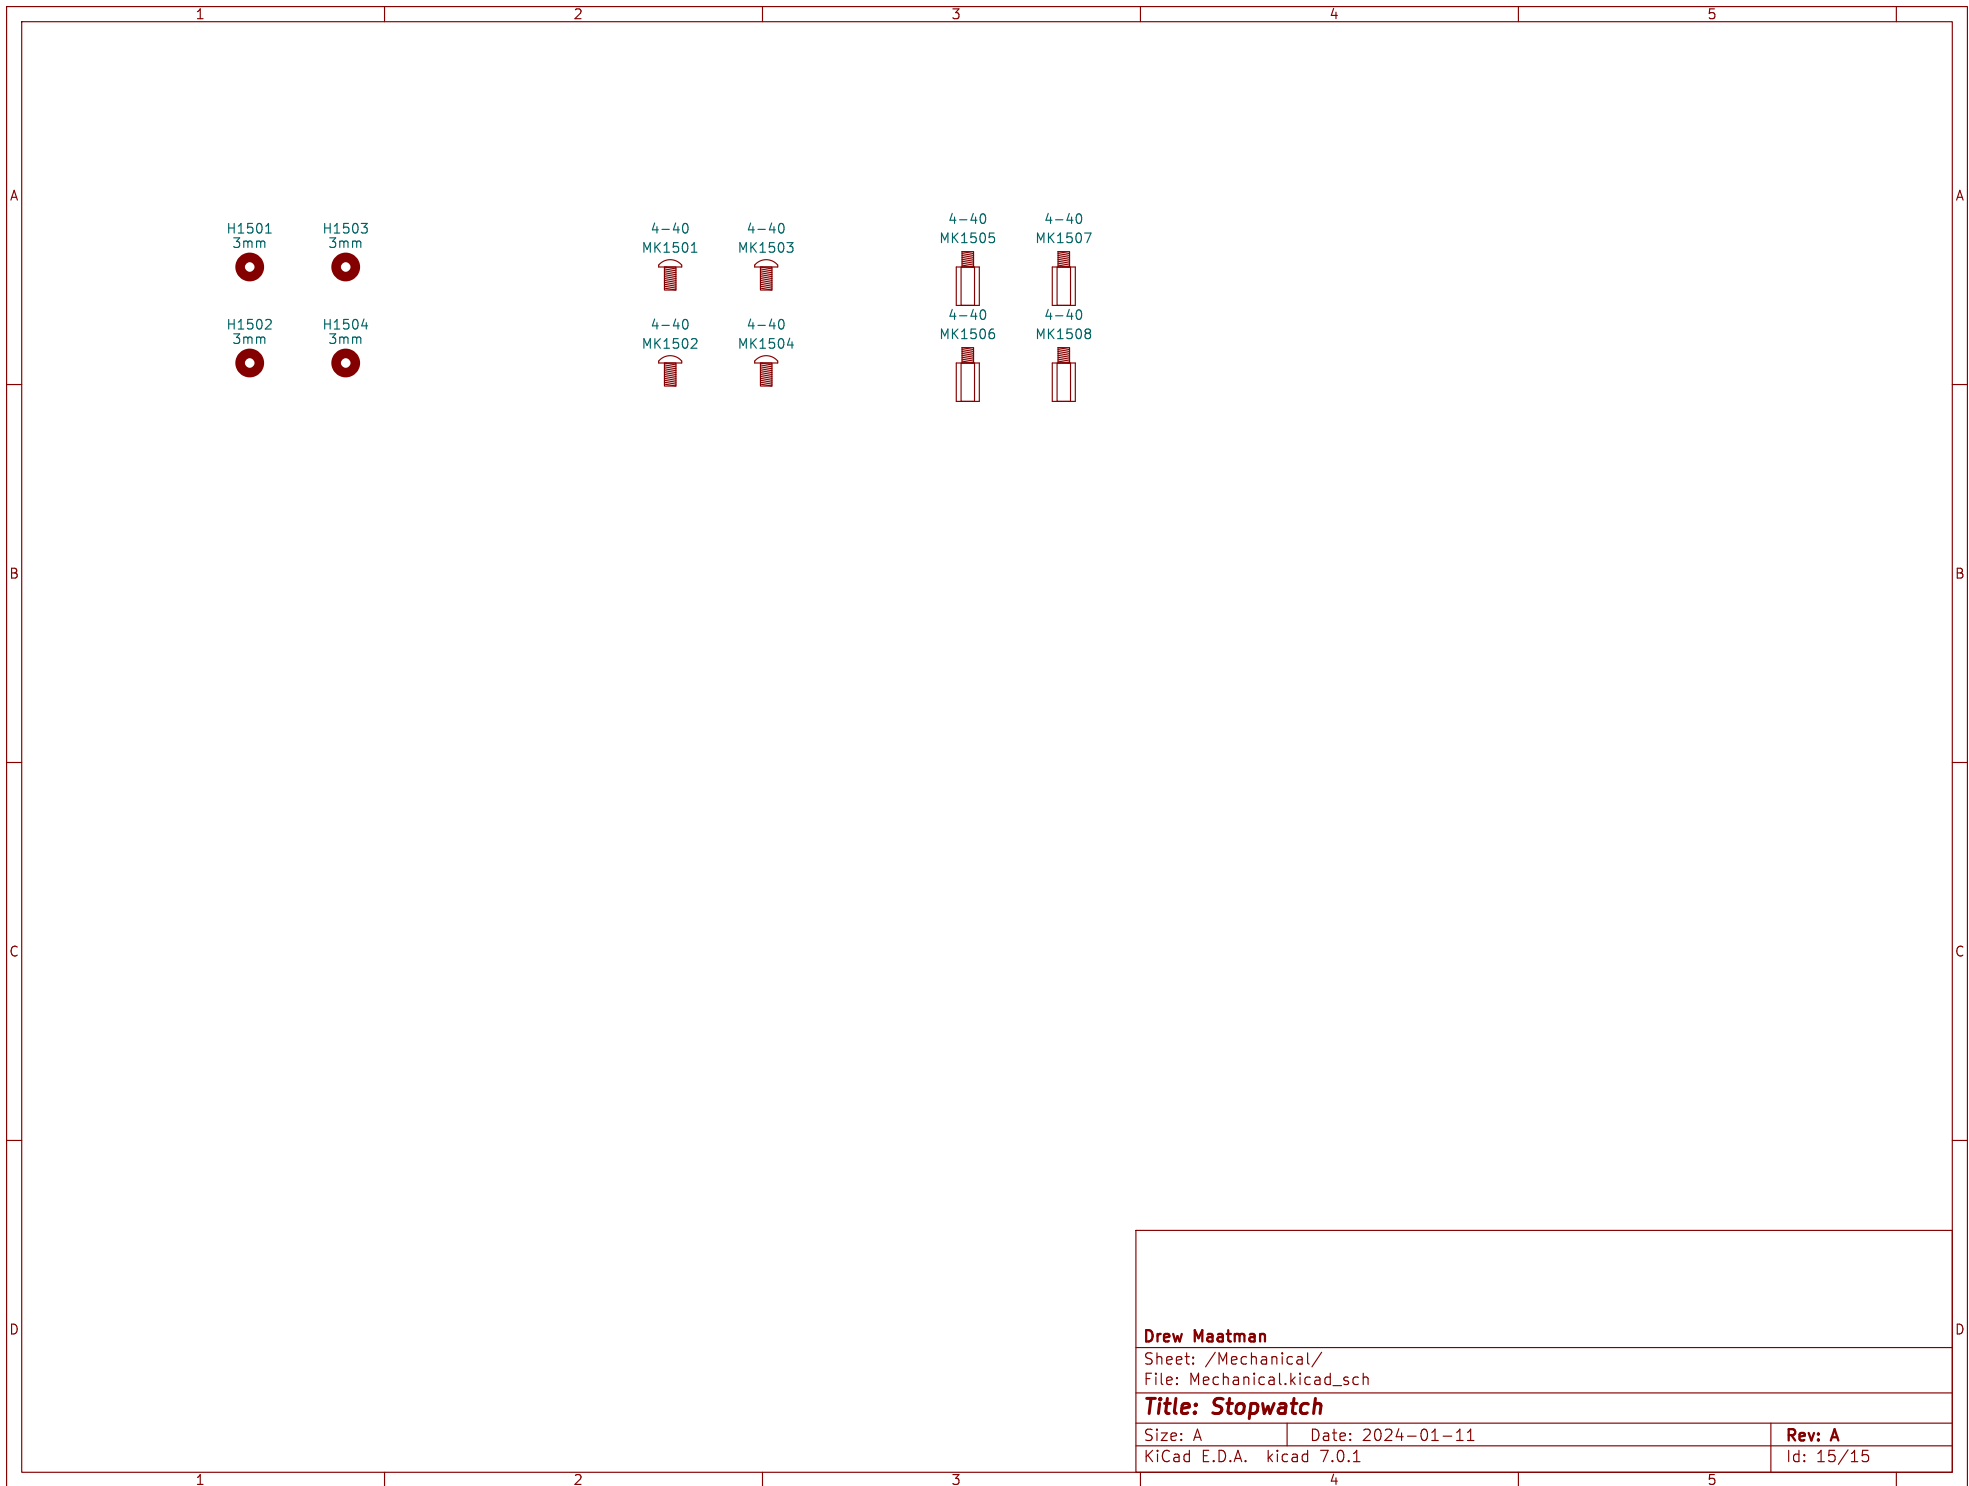 1 2 3 4 5
A A
H1501 H1503
3mm 3mm
4-40 4-40
MK1501 MK1503
4-40 4-40
MK1505 MK1507
H1502 H1504
3mm 3mm
4-40 4-40
MK1502 MK1504
4-40 4-40
MK1506 MK1508
B B
C C
D D
Drew Maatman
Sheet: /Mechanical/
File: Mechanical.kicad_sch
Title: Stopwatch
Size: A Date: 2024-01-11 Rev: A
KiCad E.D.A. kicad 7.0.1 Id: 15/15
1 2 3 4 5